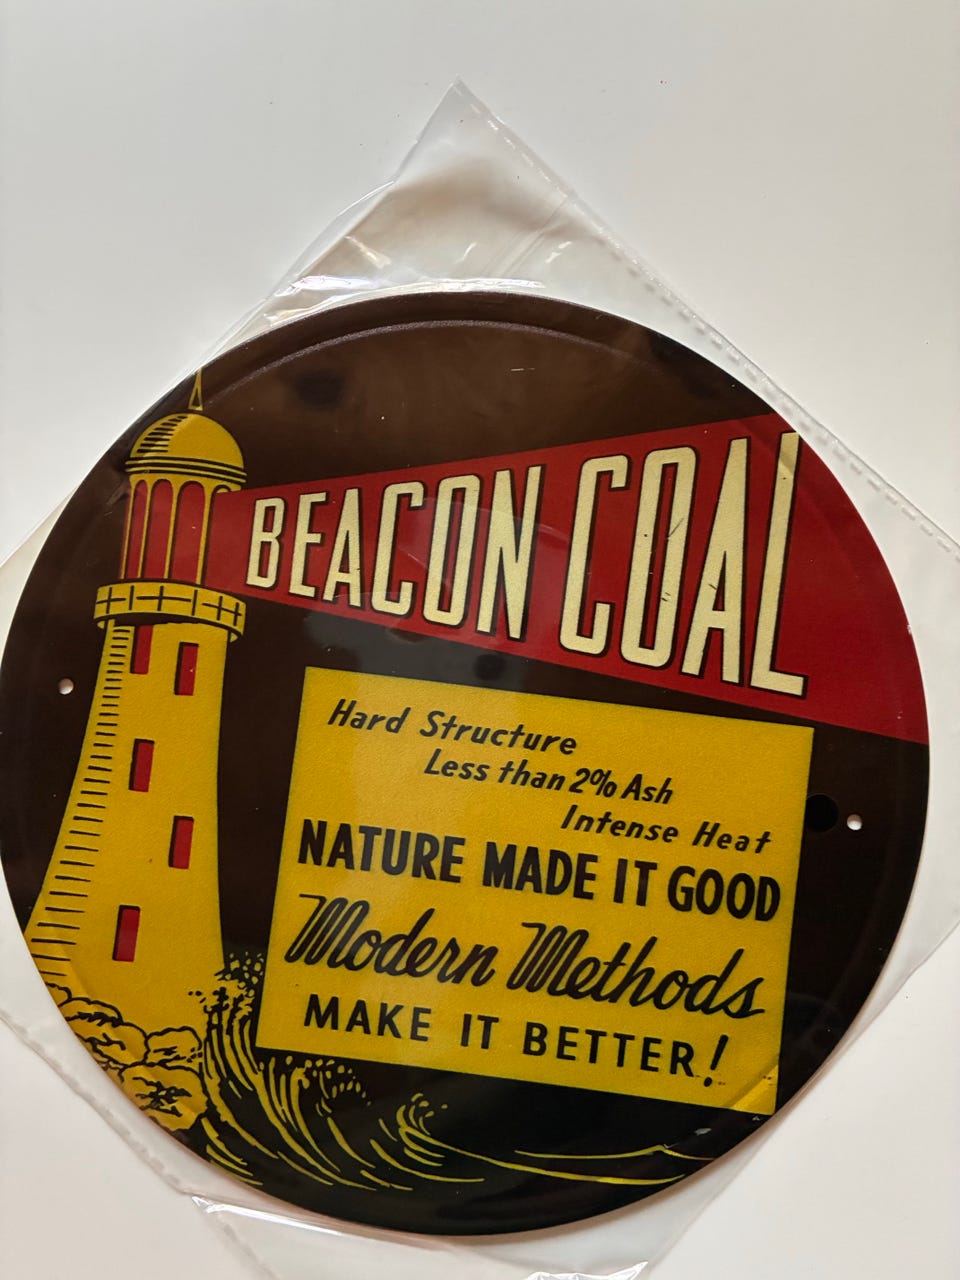 BEACON COAL
Hard Structure
Less than 2% Ash
Intense Heat
NATURE MADE IT GOOD
Modern Methods
MAKE IT BETTER!